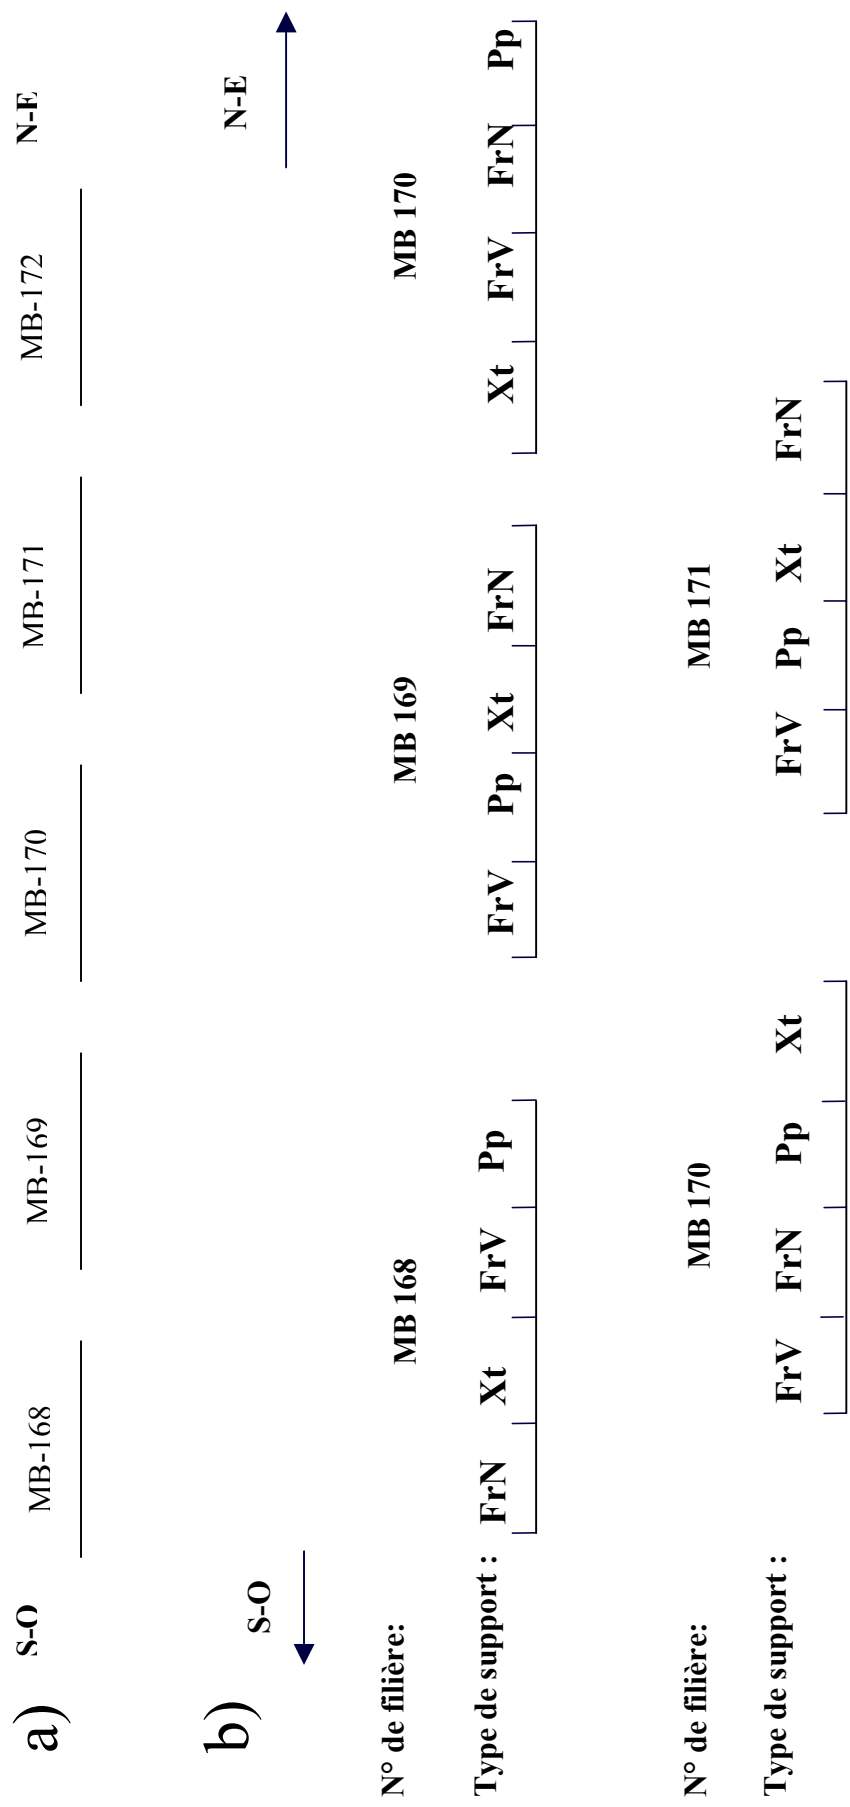 a) S-O MB-168 MB-169 MB-170 MB-171 MB-172 N-E
b) S-O N-E
N° de filière: MB 168 MB 169 MB 170
Type de support : FrN Xt FrV Pp FrV Pp Xt FrN Xt FrV FrN Pp
N° de filière: MB 170 MB 171
Type de support : FrV FrN Pp Xt FrV Pp Xt FrN